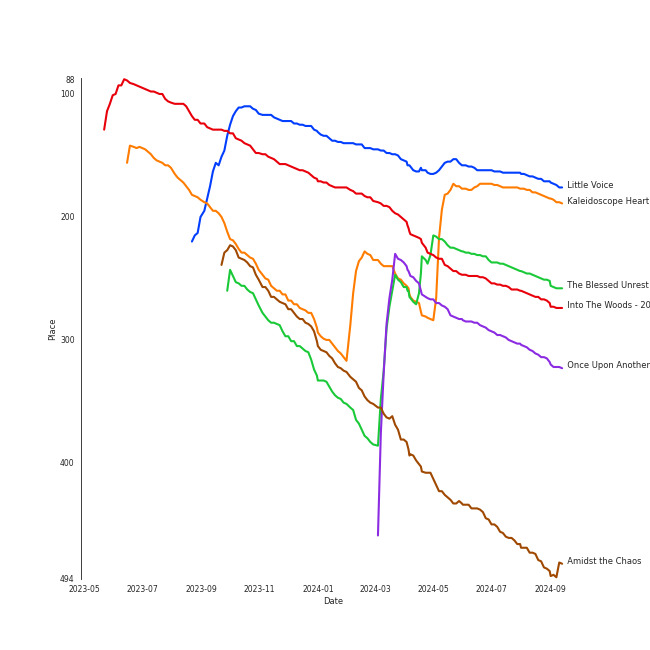 88
100
200
300
400
494
Place
2023-05
2023-07
2023-09
2023-11
2024-01
2024-03
2024-05
2024-07
2024-09
Date
Little Voice
Kaleidoscope Heart
The Blessed Unrest
Into The Woods - 20
Once Upon Another
Amidst the Chaos